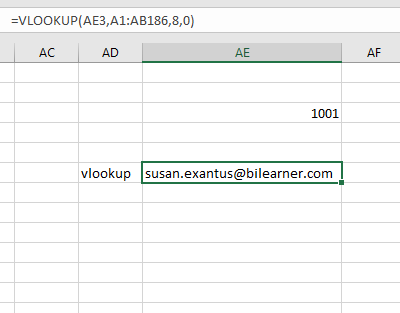 =VLOOKUP(AE3,A1:AB186,8,0)
AC AD AE AF
1001
vlookup susan.exantus@bilearner.com